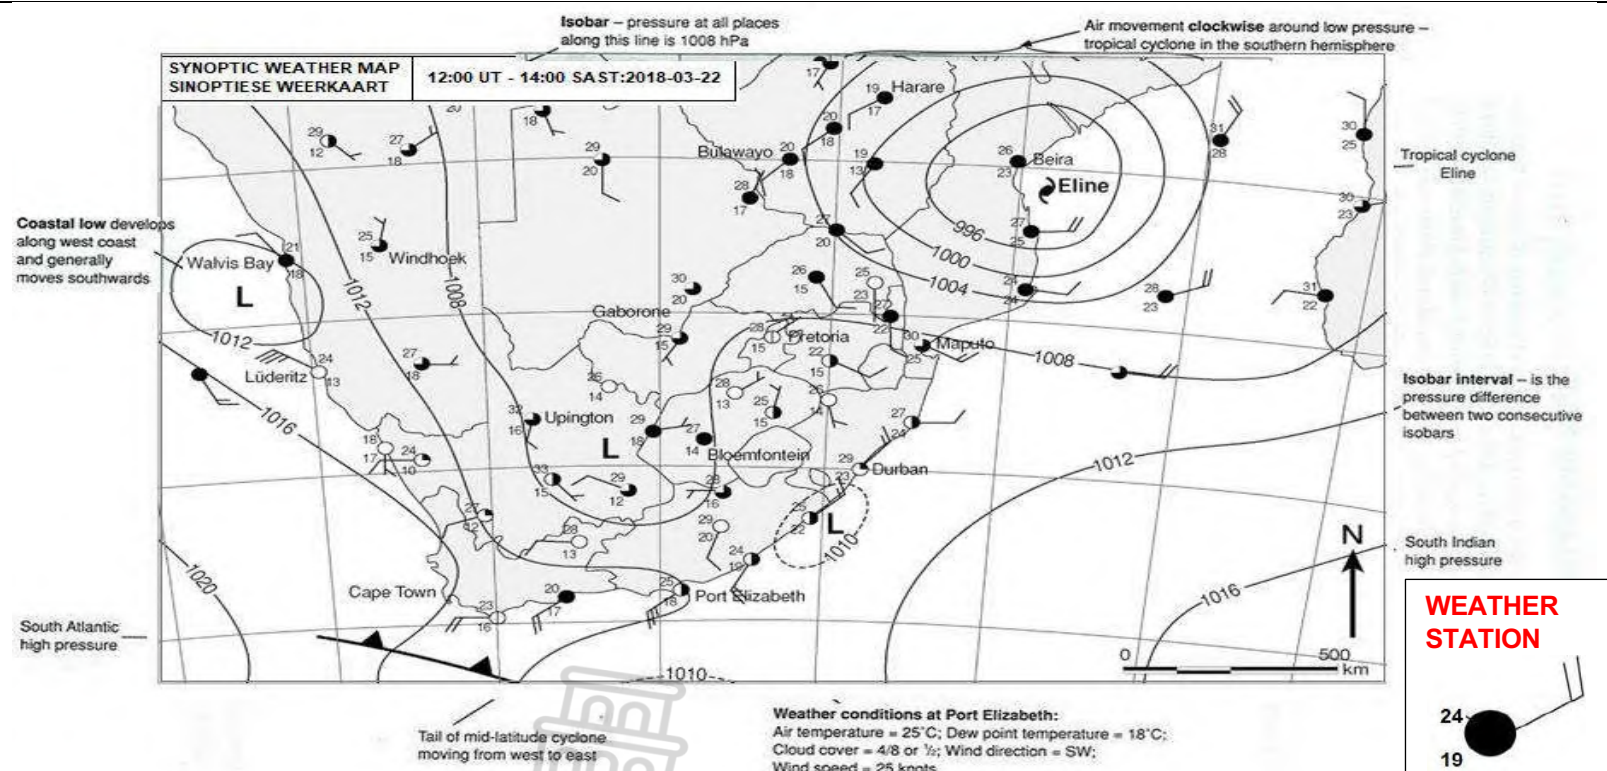 Isobar – pressure at all places
along this line is 1008 hPa
Air movement clockwise around low pressure –
tropical cyclone in the southern hemisphere
SYNOPTIC WEATHER MAP
SINOPTIESE WEERKAART
12:00 UT - 14:00 SAST:2018-03-22
Harare
Bulawayo
Beira
Eline
Tropical cyclone
Eline
Coastal low develops
along west coast
and generally
moves southwards
Walvis Bay
Windhoek
L
1012
1012
1008
996
1000
1004
Gaborone
Pretoria
Maputo
1008
Lüderitz
1016
Upington
L
Bloemfontein
Durban
1012
Isobar interval – is the
pressure difference
between two consecutive
isobars
L
1010
N
South Indian
high pressure
1020
Cape Town
Port Elizabeth
1016
South Atlantic
high pressure
0 500
km
1010
WEATHER
STATION
24
19
Tail of mid-latitude cyclone
moving from west to east
Weather conditions at Port Elizabeth:
Air temperature = 25°C; Dew point temperature = 18°C;
Cloud cover = 4/8 or ½; Wind direction = SW;
Wind speed = 25 knots